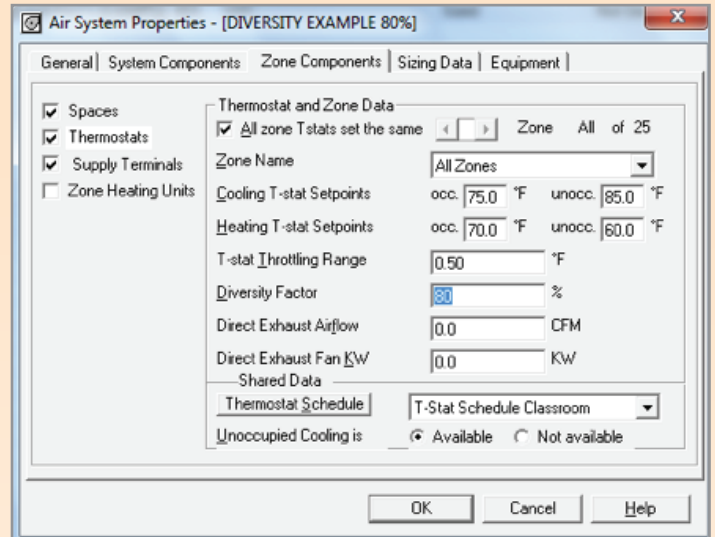 Air System Properties - [DIVERSITY EXAMPLE 80%]
General System Components Zone Components Sizing Data Equipment
Spaces
Thermostats
Supply Terminals
Zone Heating Units
Thermostat and Zone Data
All zone Tstats set the same Zone All of 25
Zone Name All Zones
Cooling T-stat Setpoints occ. 75.0 °F unocc. 85.0 °F
Heating T-stat Setpoints occ. 70.0 °F unocc. 60.0 °F
T-stat Throttling Range 0.50 °F
Diversity Factor 80 %
Direct Exhaust Airflow 0.0 CFM
Direct Exhaust Fan KW 0.0 KW
Shared Data
Thermostat Schedule T-Stat Schedule Classroom
Unoccupied Cooling is Available Not available
OK Cancel Help